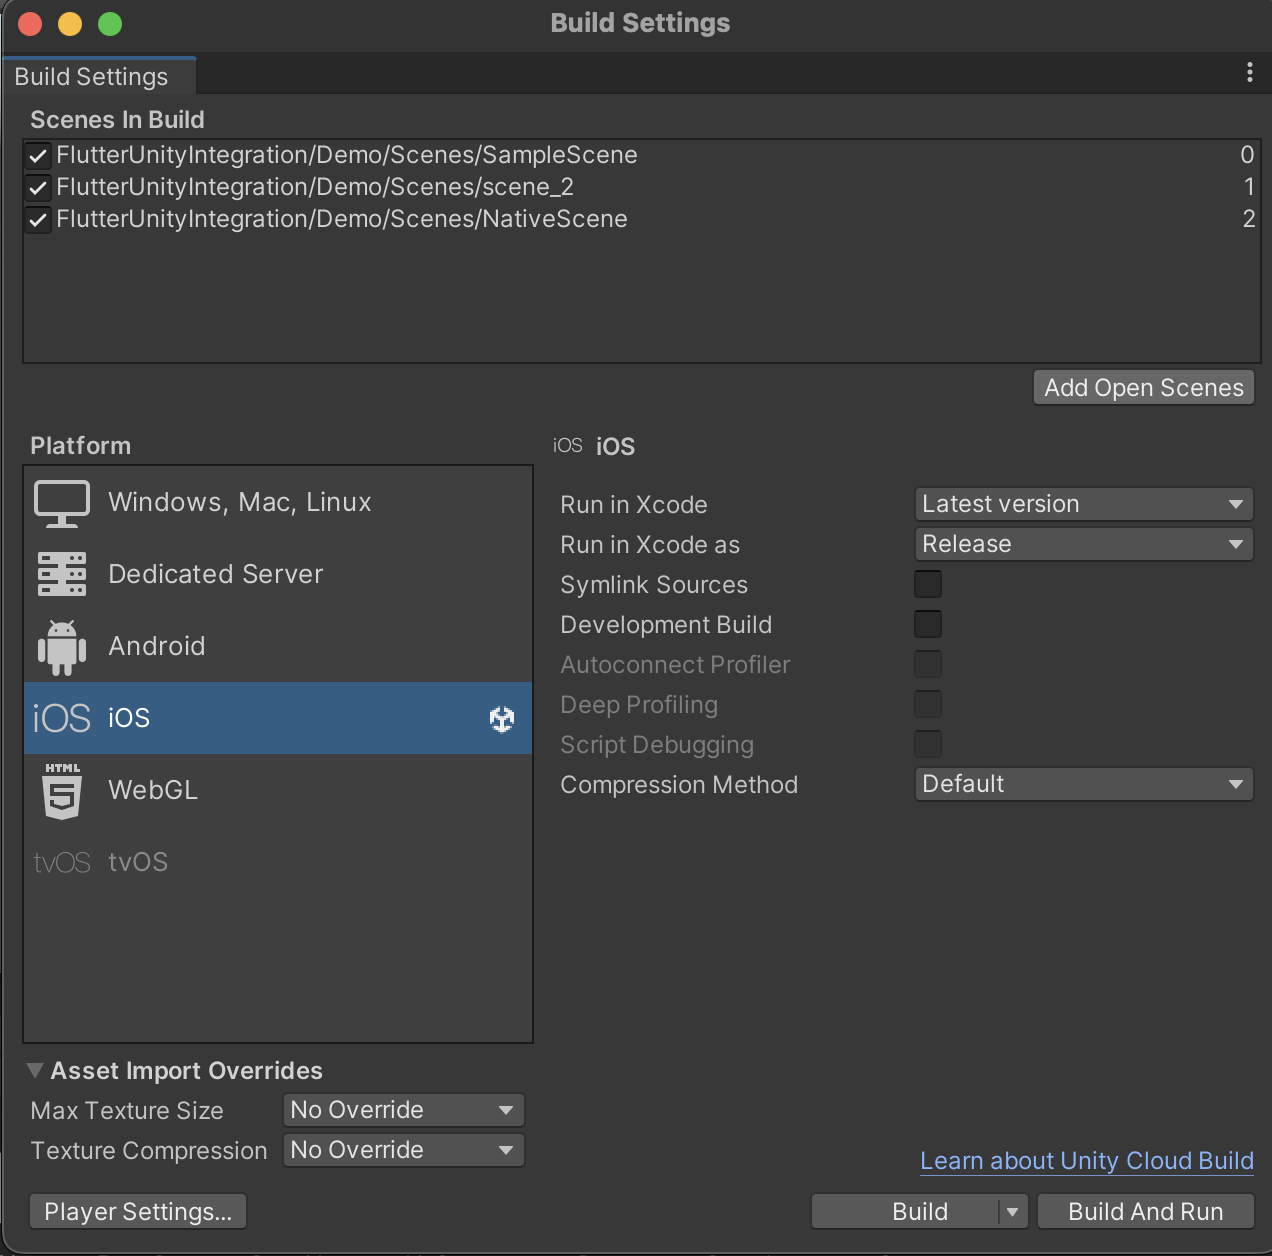 Build Settings
Build Settings
Scenes In Build
FlutterUnityIntegration/Demo/Scenes/SampleScene 0
FlutterUnityIntegration/Demo/Scenes/scene_2 1
FlutterUnityIntegration/Demo/Scenes/NativeScene 2
Add Open Scenes
Platform
Windows, Mac, Linux
Dedicated Server
Android
iOS iOS
HTML 5 WebGL
tvOS tvOS
iOS iOS
Run in Xcode Latest version
Run in Xcode as Release
Symlink Sources
Development Build
Autoconnect Profiler
Deep Profiling
Script Debugging
Compression Method Default
Asset Import Overrides
Max Texture Size No Override
Texture Compression No Override
Learn about Unity Cloud Build
Player Settings... Build Build And Run